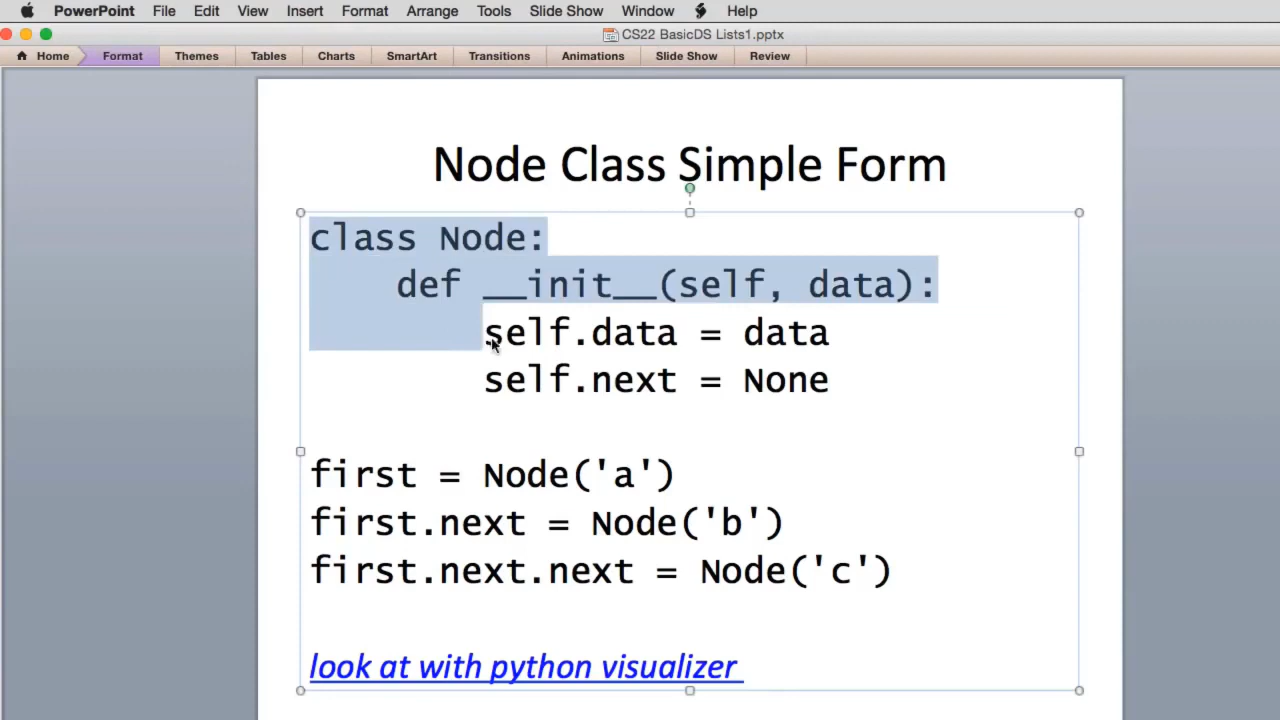 PowerPoint File Edit View Insert Format Arrange Tools Slide Show Window Help
CS22 BasicDS Lists1.pptx
Home Format Themes Tables Charts SmartArt Transitions Animations Slide Show Review
Node Class Simple Form
class Node:
    def __init__(self, data):
        self.data = data
        self.next = None
first = Node('a')
first.next = Node('b')
first.next.next = Node('c')
look at with python visualizer